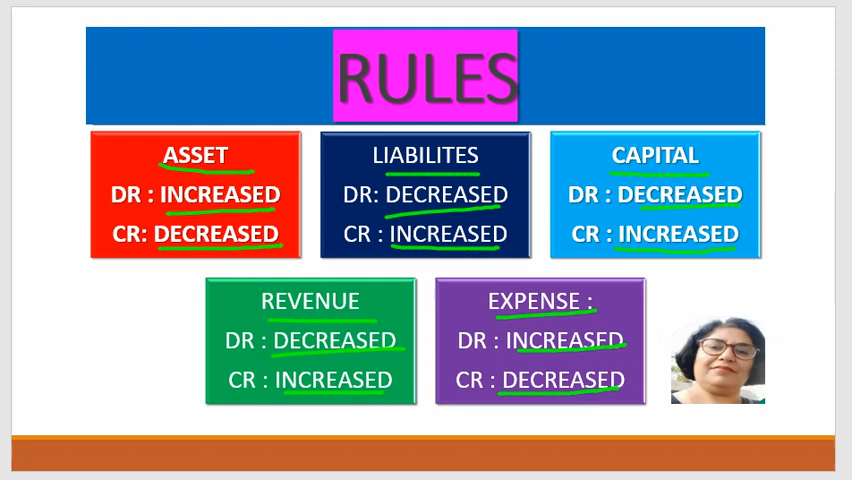 RULES
ASSET
DR : INCREASED
CR: DECREASED
LIABILITES
DR: DECREASED
CR : INCREASED
CAPITAL
DR : DECREASED
CR : INCREASED
REVENUE
DR : DECREASED
CR : INCREASED
EXPENSE :
DR : INCREASED
CR : DECREASED